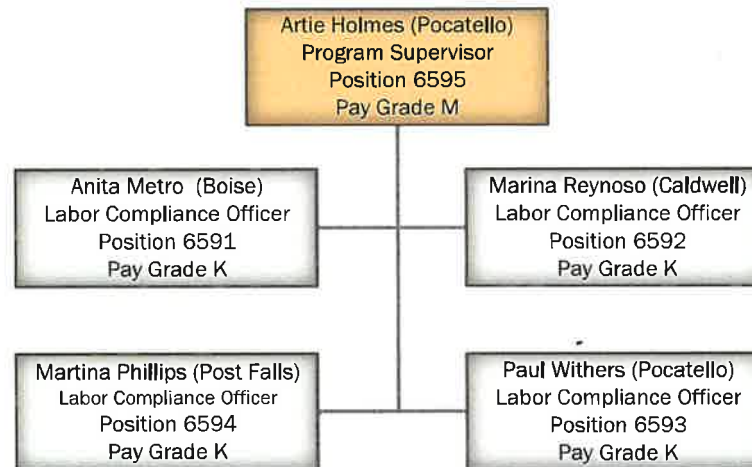 Artie Holmes (Pocatello)
Program Supervisor
Position 6595
Pay Grade M
Anita Metro (Boise)
Labor Compliance Officer
Position 6591
Pay Grade K
Marina Reynoso (Caldwell)
Labor Compliance Officer
Position 6592
Pay Grade K
Martina Phillips (Post Falls)
Labor Compliance Officer
Position 6594
Pay Grade K
Paul Withers (Pocatello)
Labor Compliance Officer
Position 6593
Pay Grade K